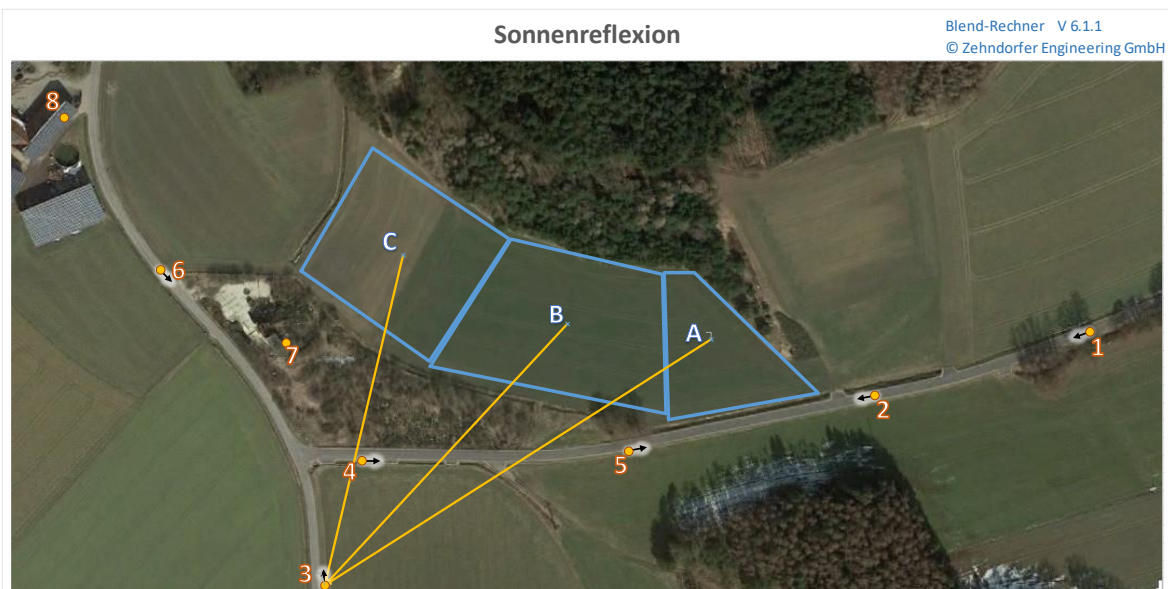 Sonnenreflexion
Blend-Rechner V 6.1.1
© Zehndorfer Engineering GmbH
8
C
6
B
A
7
1
2
4
5
3